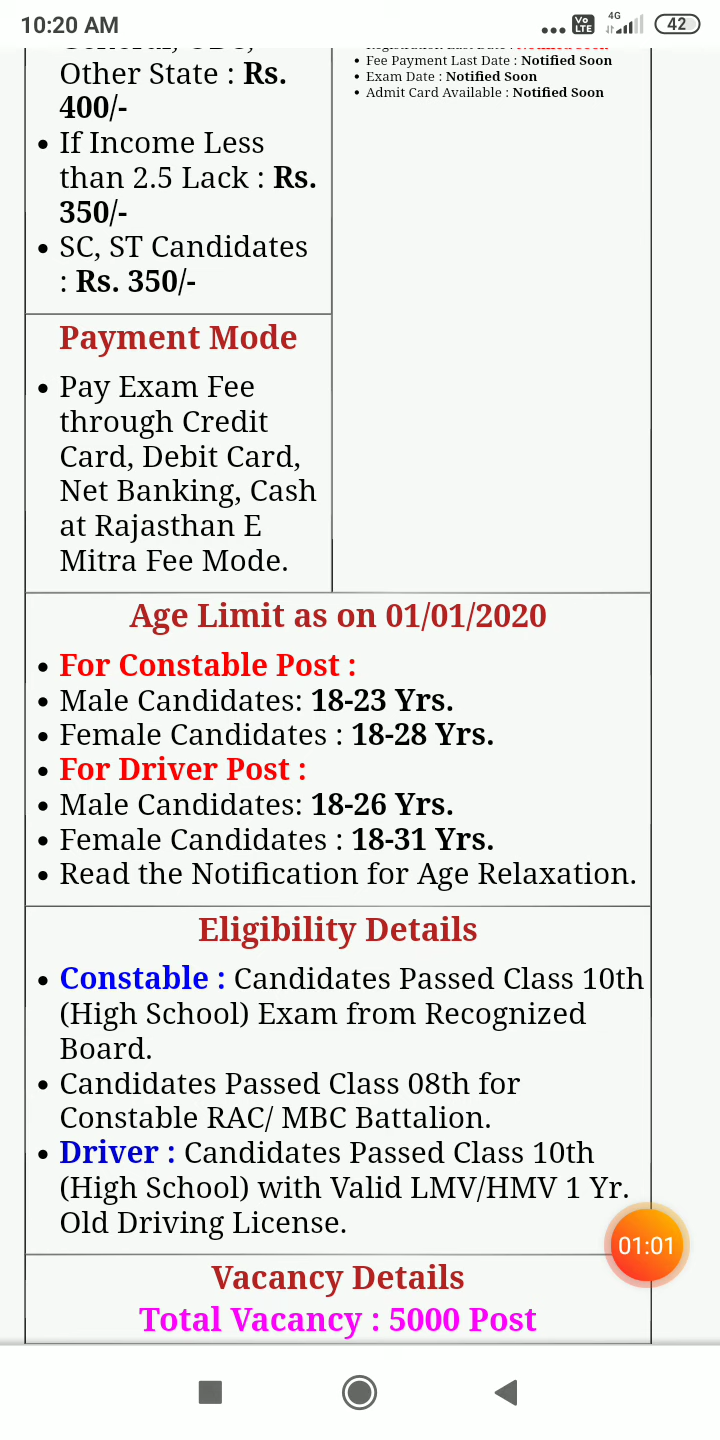 10:20 AM
Vo LTE
4G
42
Other State : Rs.
400/-
If Income Less
than 2.5 Lack : Rs.
350/-
SC, ST Candidates
: Rs. 350/-
Fee Payment Last Date : Notified Soon
Exam Date : Notified Soon
Admit Card Available : Notified Soon
Payment Mode
Pay Exam Fee
through Credit
Card, Debit Card,
Net Banking, Cash
at Rajasthan E
Mitra Fee Mode.
Age Limit as on 01/01/2020
For Constable Post :
Male Candidates: 18-23 Yrs.
Female Candidates : 18-28 Yrs.
For Driver Post :
Male Candidates: 18-26 Yrs.
Female Candidates : 18-31 Yrs.
Read the Notification for Age Relaxation.
Eligibility Details
Constable : Candidates Passed Class 10th
(High School) Exam from Recognized
Board.
Candidates Passed Class 08th for
Constable RAC/ MBC Battalion.
Driver : Candidates Passed Class 10th
(High School) with Valid LMV/HMV 1 Yr.
Old Driving License.
01:01
Vacancy Details
Total Vacancy : 5000 Post